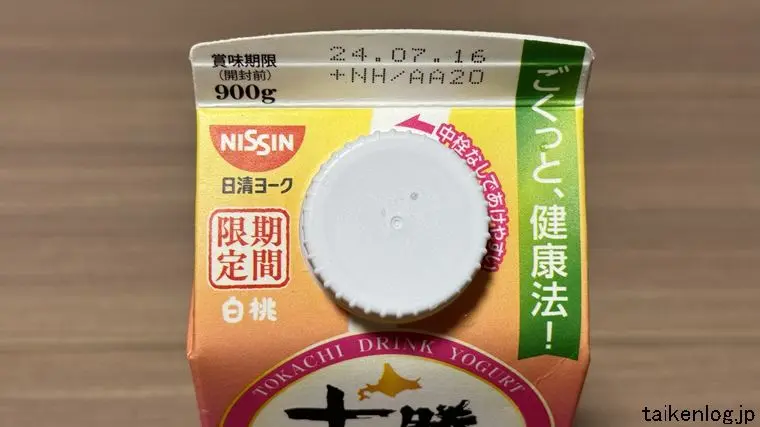 賞味期限
(開封前)
900g
24.07.16
+NH/AA20
NISSIN
日清ヨーク
中栓なしであけやすい
期間
限定
白桃
ごくっと、健康法!
TOKACHI DRINK YOGURT
十勝
taikenlog.jp